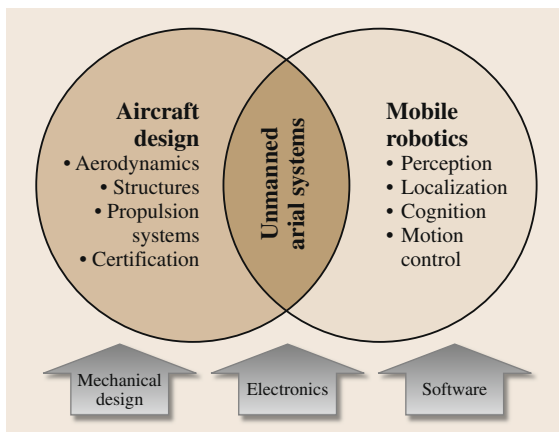 Aircraft
design
• Aerodynamics
• Structures
• Propulsion
systems
• Certification
Unmanned
arial systems
Mobile
robotics
• Perception
• Localization
• Cognition
• Motion
control
Mechanical
design
Electronics
Software